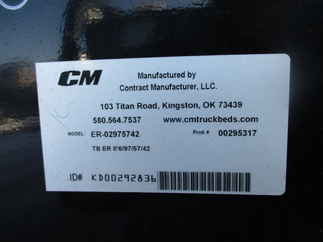 CM
Manufactured by
Contract Manufacturer, LLC.
103 Titan Road, Kingston, OK 73439
580.564.7537 www.cmtruckbeds.com
MODEL: ER-02975742 Prod # 00295317
TB ER 8'6/97/57/42
ID# KD00292836